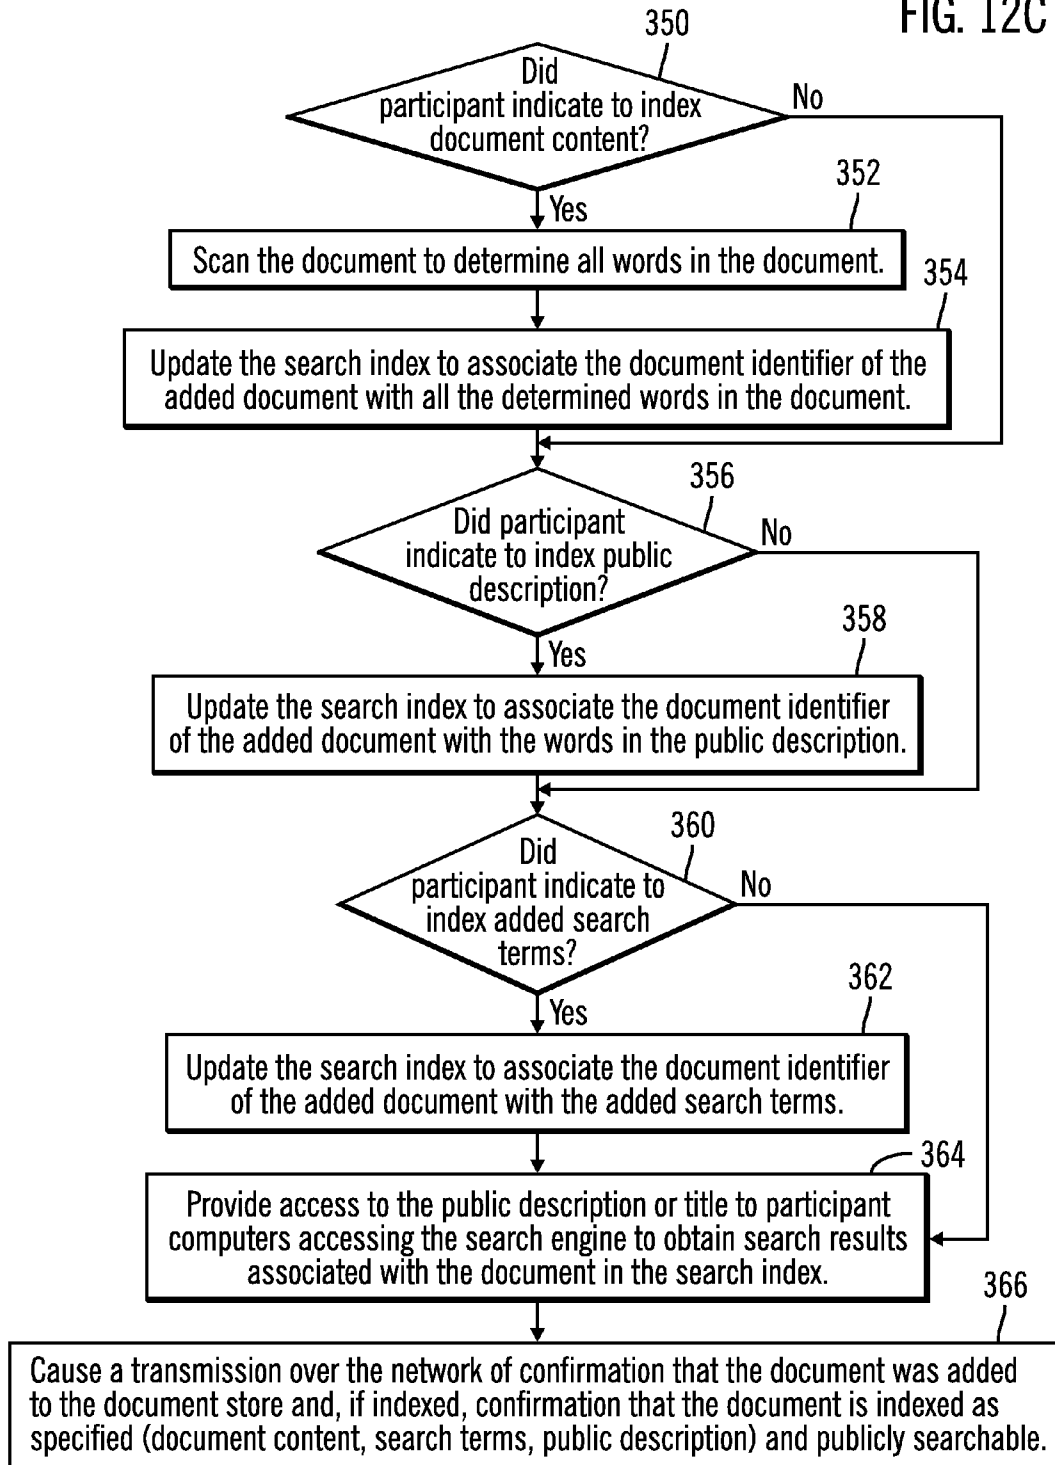 FIG. 12C
350
Did
participant indicate to index
document content?
No
Yes
352
Scan the document to determine all words in the document.
354
Update the search index to associate the document identifier of the
added document with all the determined words in the document.
356
Did participant
indicate to index public
description?
No
Yes
358
Update the search index to associate the document identifier
of the added document with the words in the public description.
360
Did
participant indicate to
index added search
terms?
No
Yes
362
Update the search index to associate the document identifier
of the added document with the added search terms.
364
Provide access to the public description or title to participant
computers accessing the search engine to obtain search results
associated with the document in the search index.
366
Cause a transmission over the network of confirmation that the document was added
to the document store and, if indexed, confirmation that the document is indexed as
specified (document content, search terms, public description) and publicly searchable.